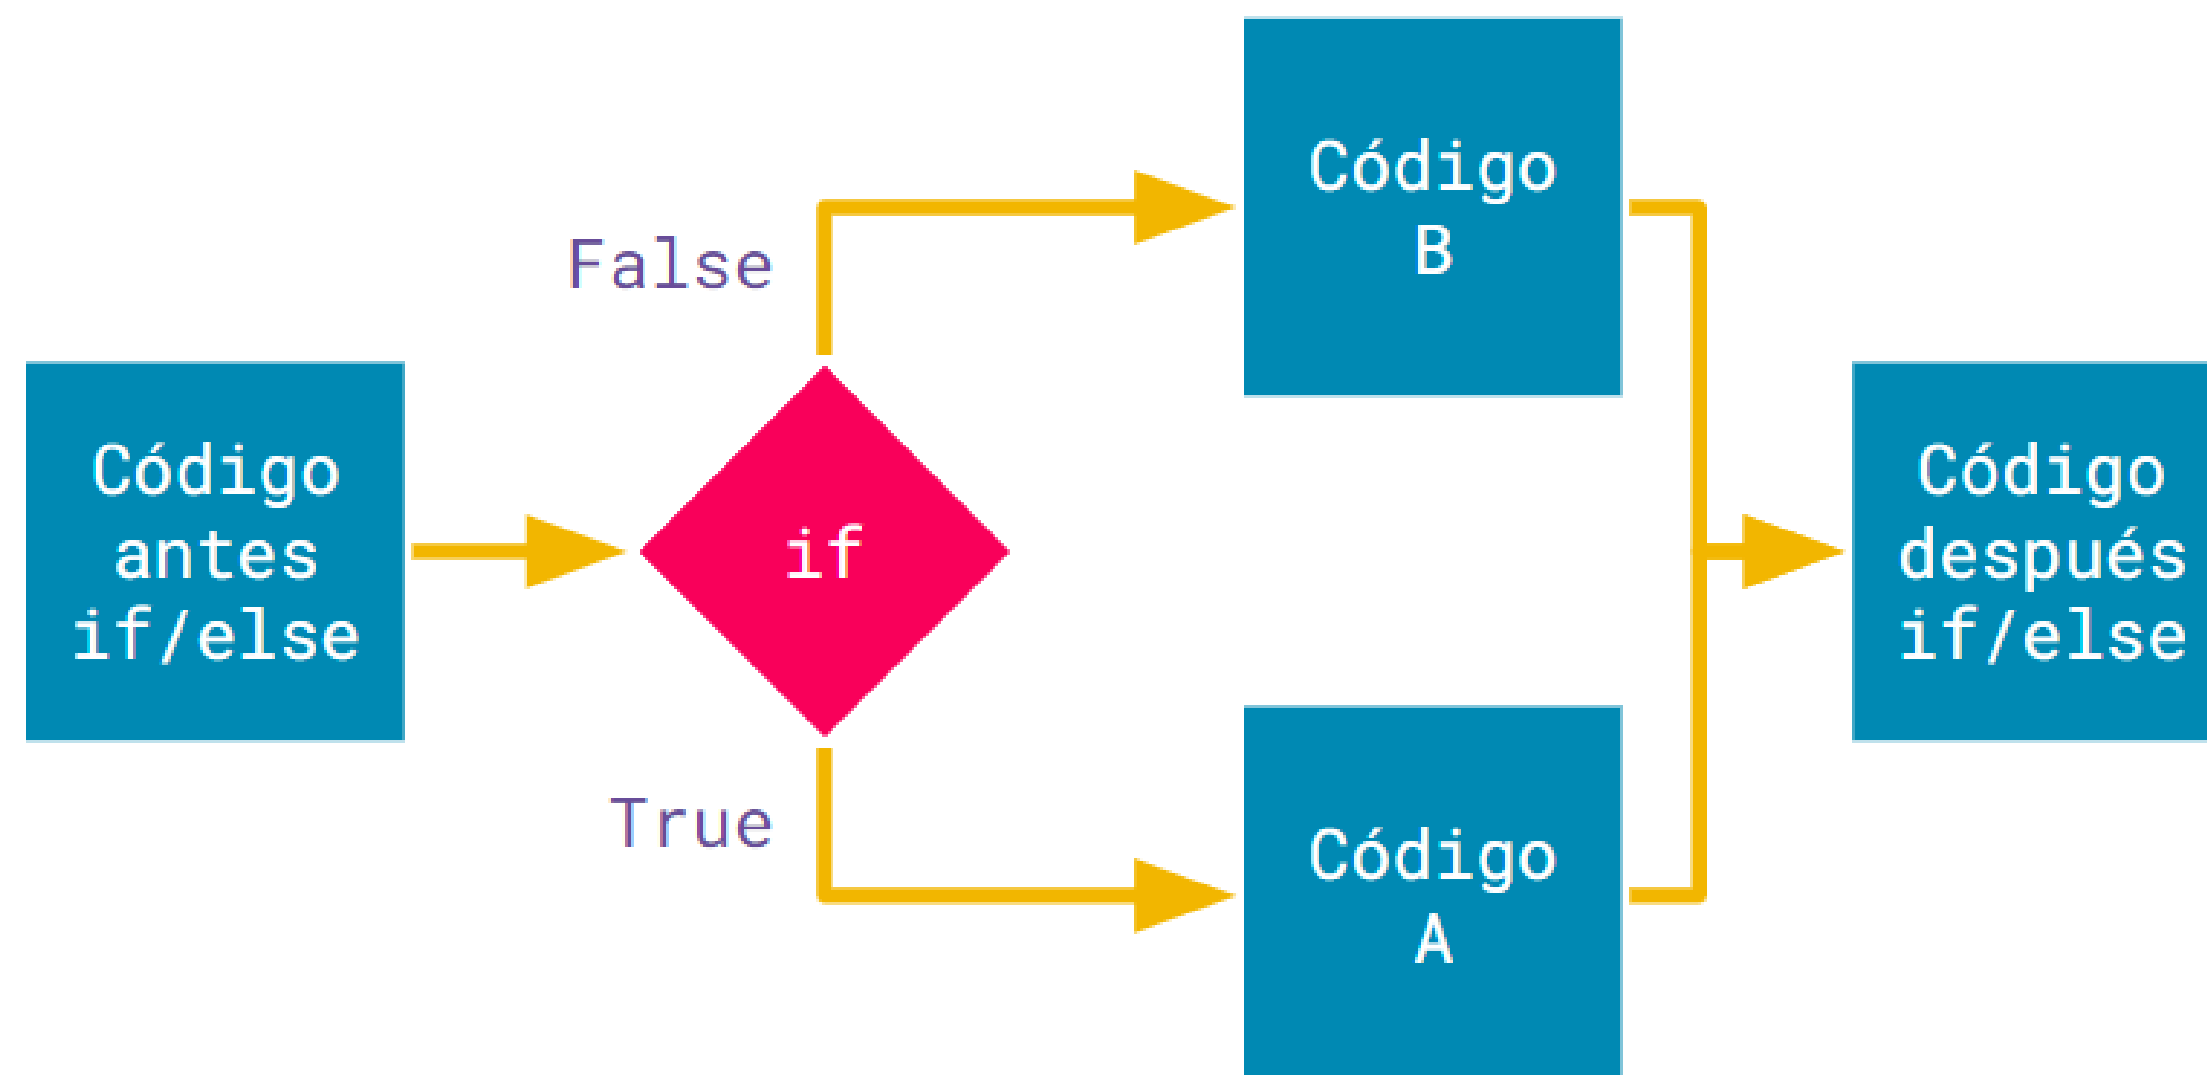 Código
antes
if/else
if
False
Código
B
True
Código
A
Código
después
if/else